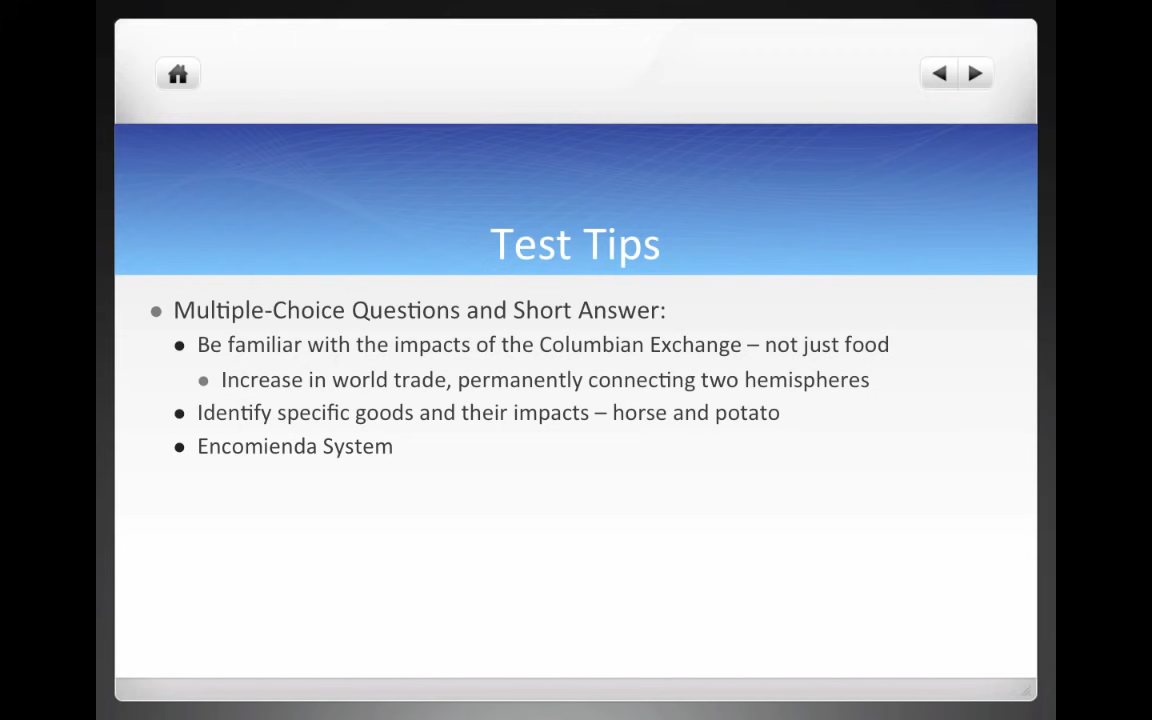 Test Tips
Multiple-Choice Questions and Short Answer:
Be familiar with the impacts of the Columbian Exchange – not just food
Increase in world trade, permanently connecting two hemispheres
Identify specific goods and their impacts – horse and potato
Encomienda System